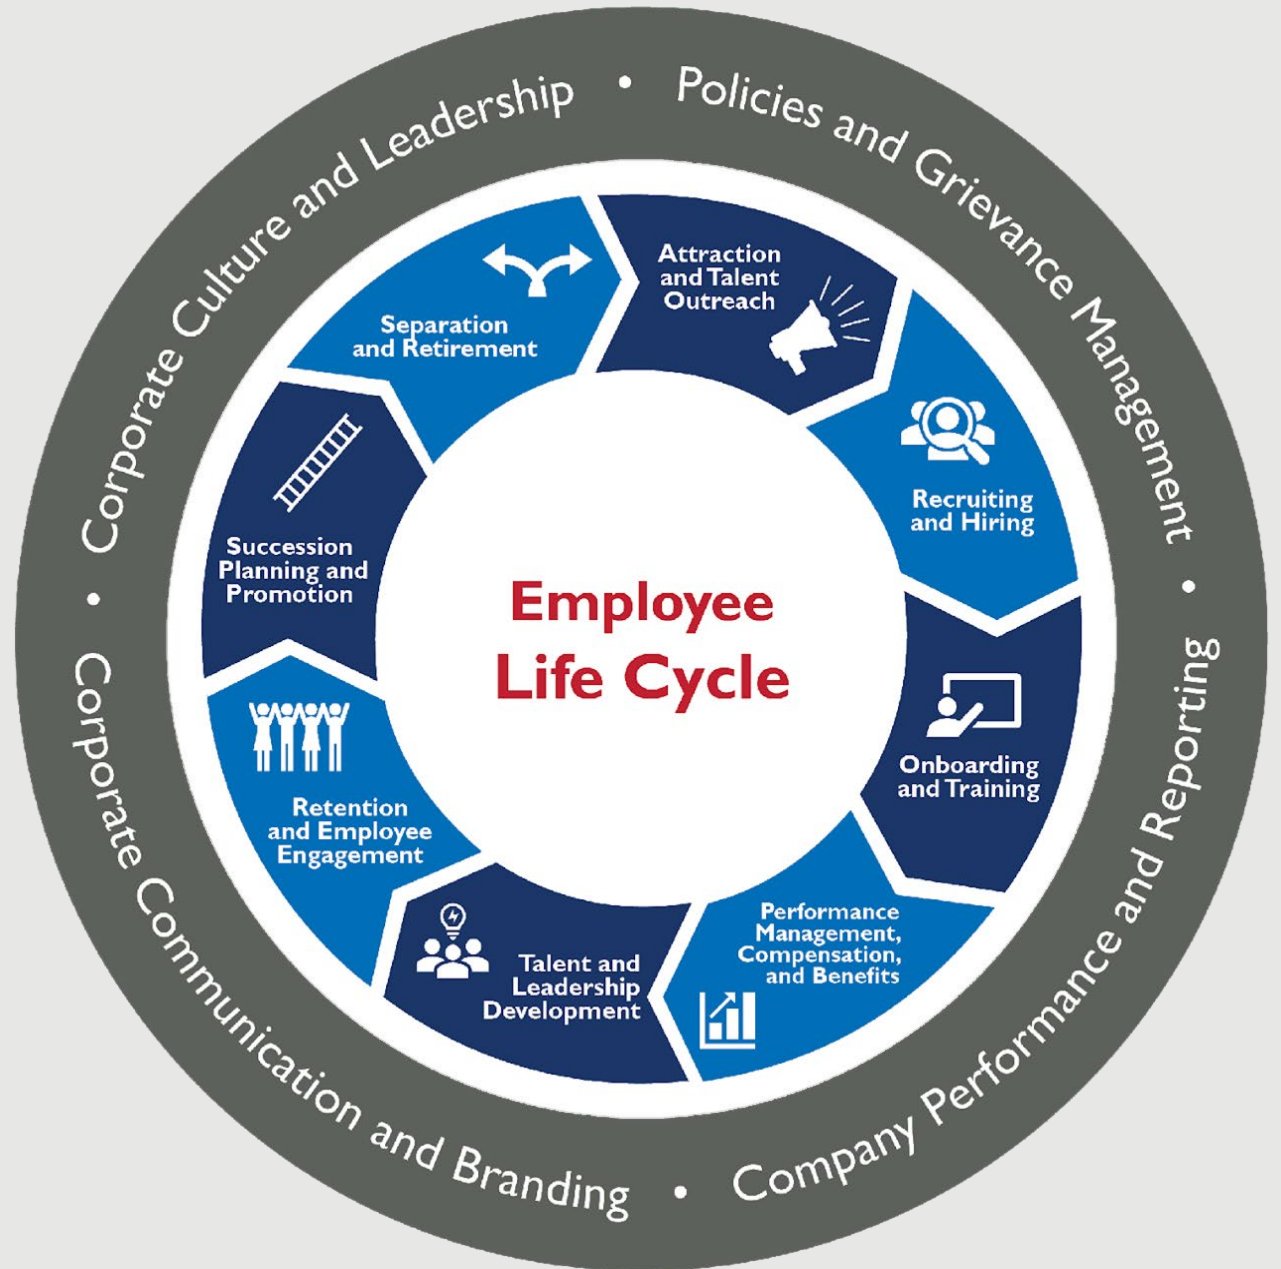 Corporate Culture and Leadership • Policies and Grievance Management • Company Performance and Reporting • Corporate Communication and Branding •
Attraction
and Talent
Outreach
Recruiting
and Hiring
Onboarding
and Training
Performance
Management,
Compensation,
and Benefits
Talent and
Leadership
Development
Retention
and Employee
Engagement
Succession
Planning and
Promotion
Separation
and Retirement
Employee
Life Cycle